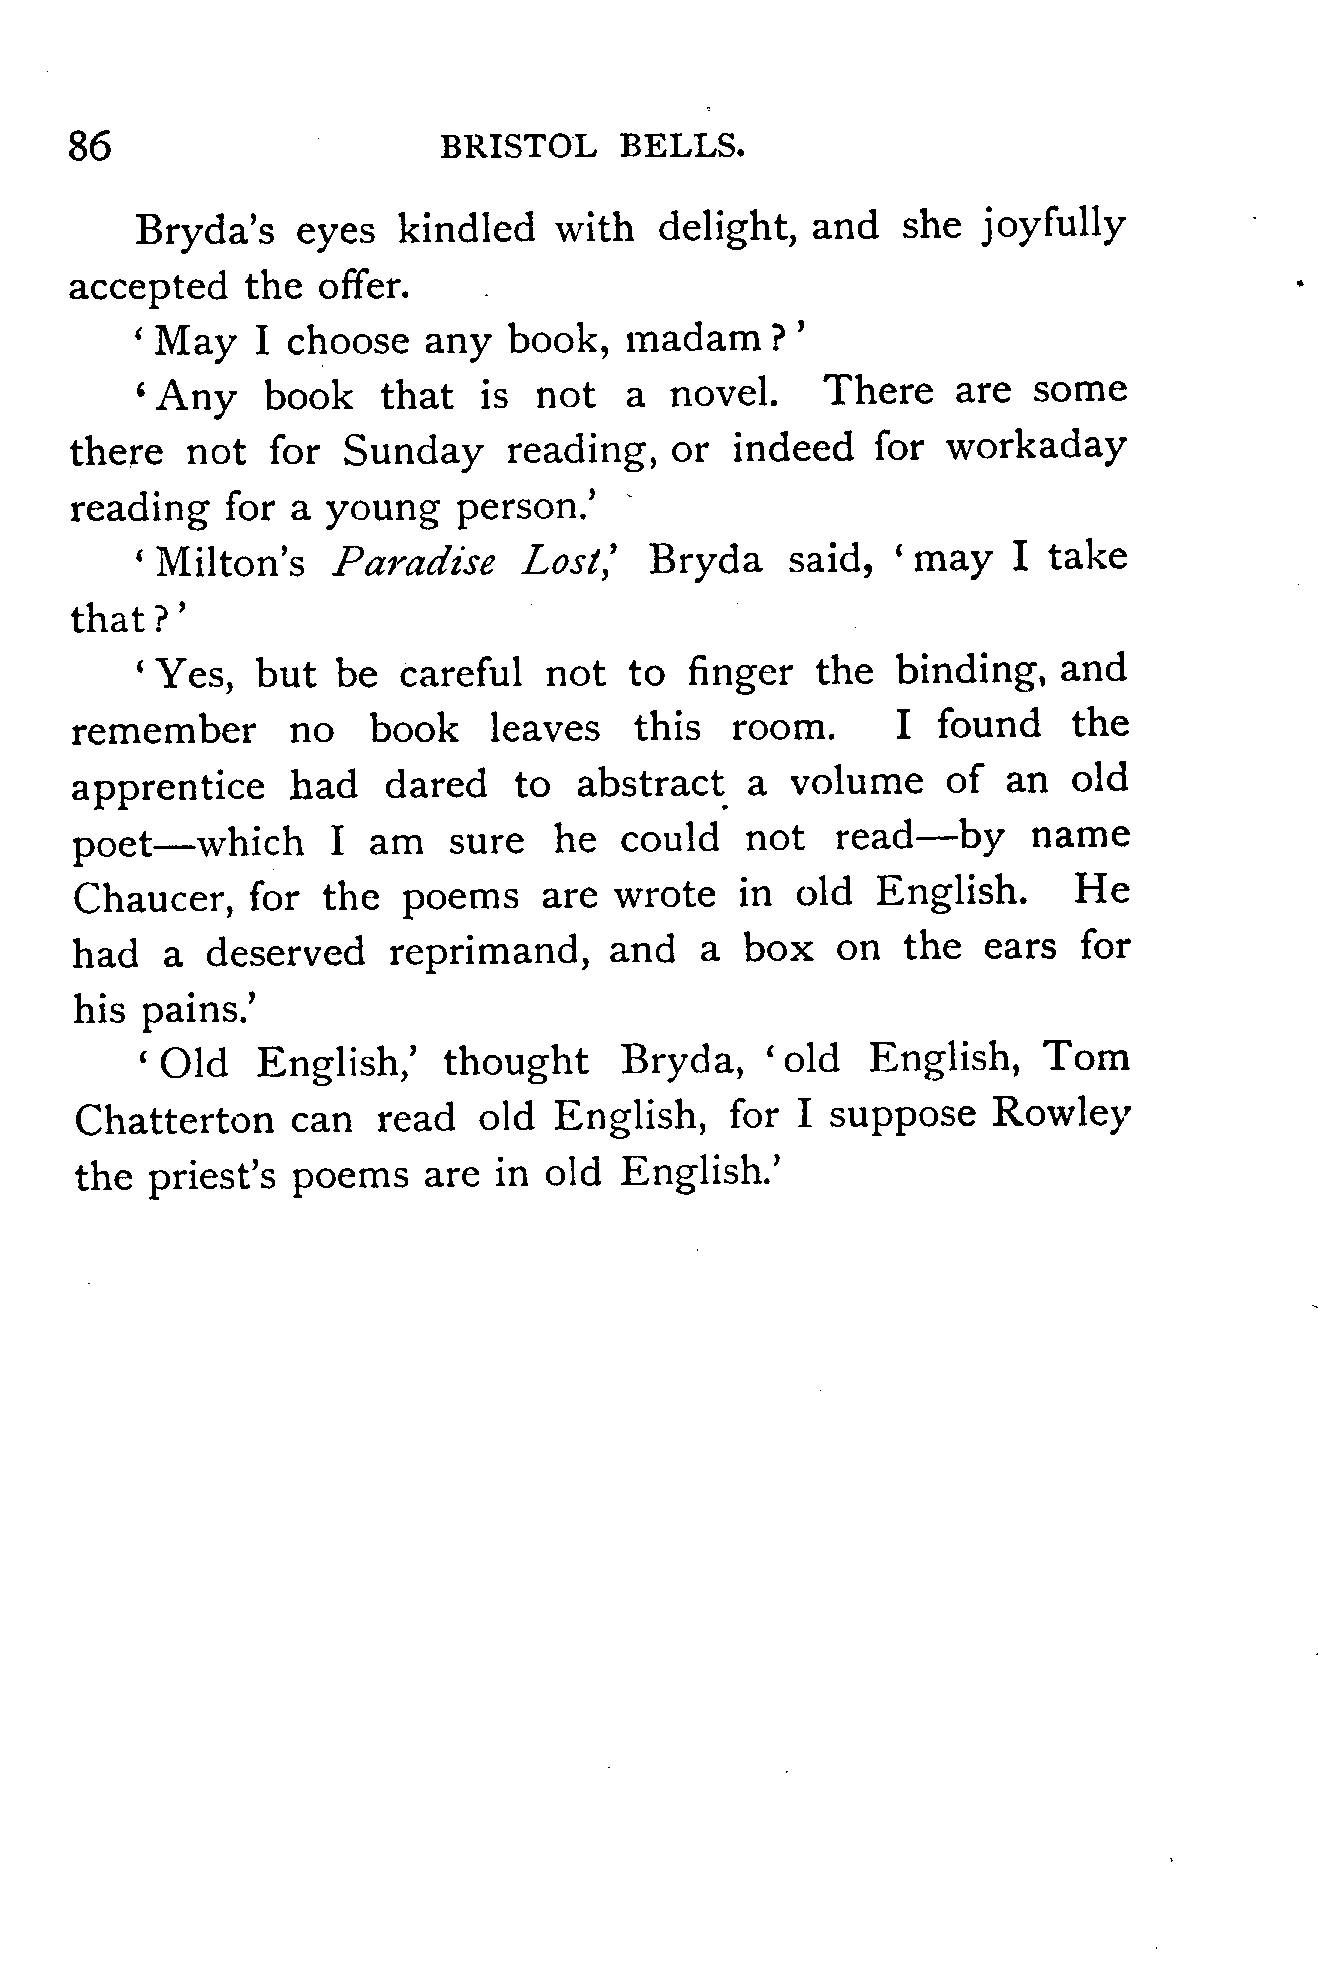 86 BRISTOL BELLS.
Bryda's eyes kindled with delight, and she joyfully
accepted the offer.
‘May I choose any book, madam?’
‘Any book that is not a novel. There are some
there not for Sunday reading, or indeed for workaday
reading for a young person.’
‘Milton's Paradise Lost,’ Bryda said, ‘may I take
that?’
‘Yes, but be careful not to finger the binding, and
remember no book leaves this room. I found the
apprentice had dared to abstract a volume of an old
poet—which I am sure he could not read—by name
Chaucer, for the poems are wrote in old English. He
had a deserved reprimand, and a box on the ears for
his pains.’
‘Old English,’ thought Bryda, ‘old English, Tom
Chatterton can read old English, for I suppose Rowley
the priest's poems are in old English.’